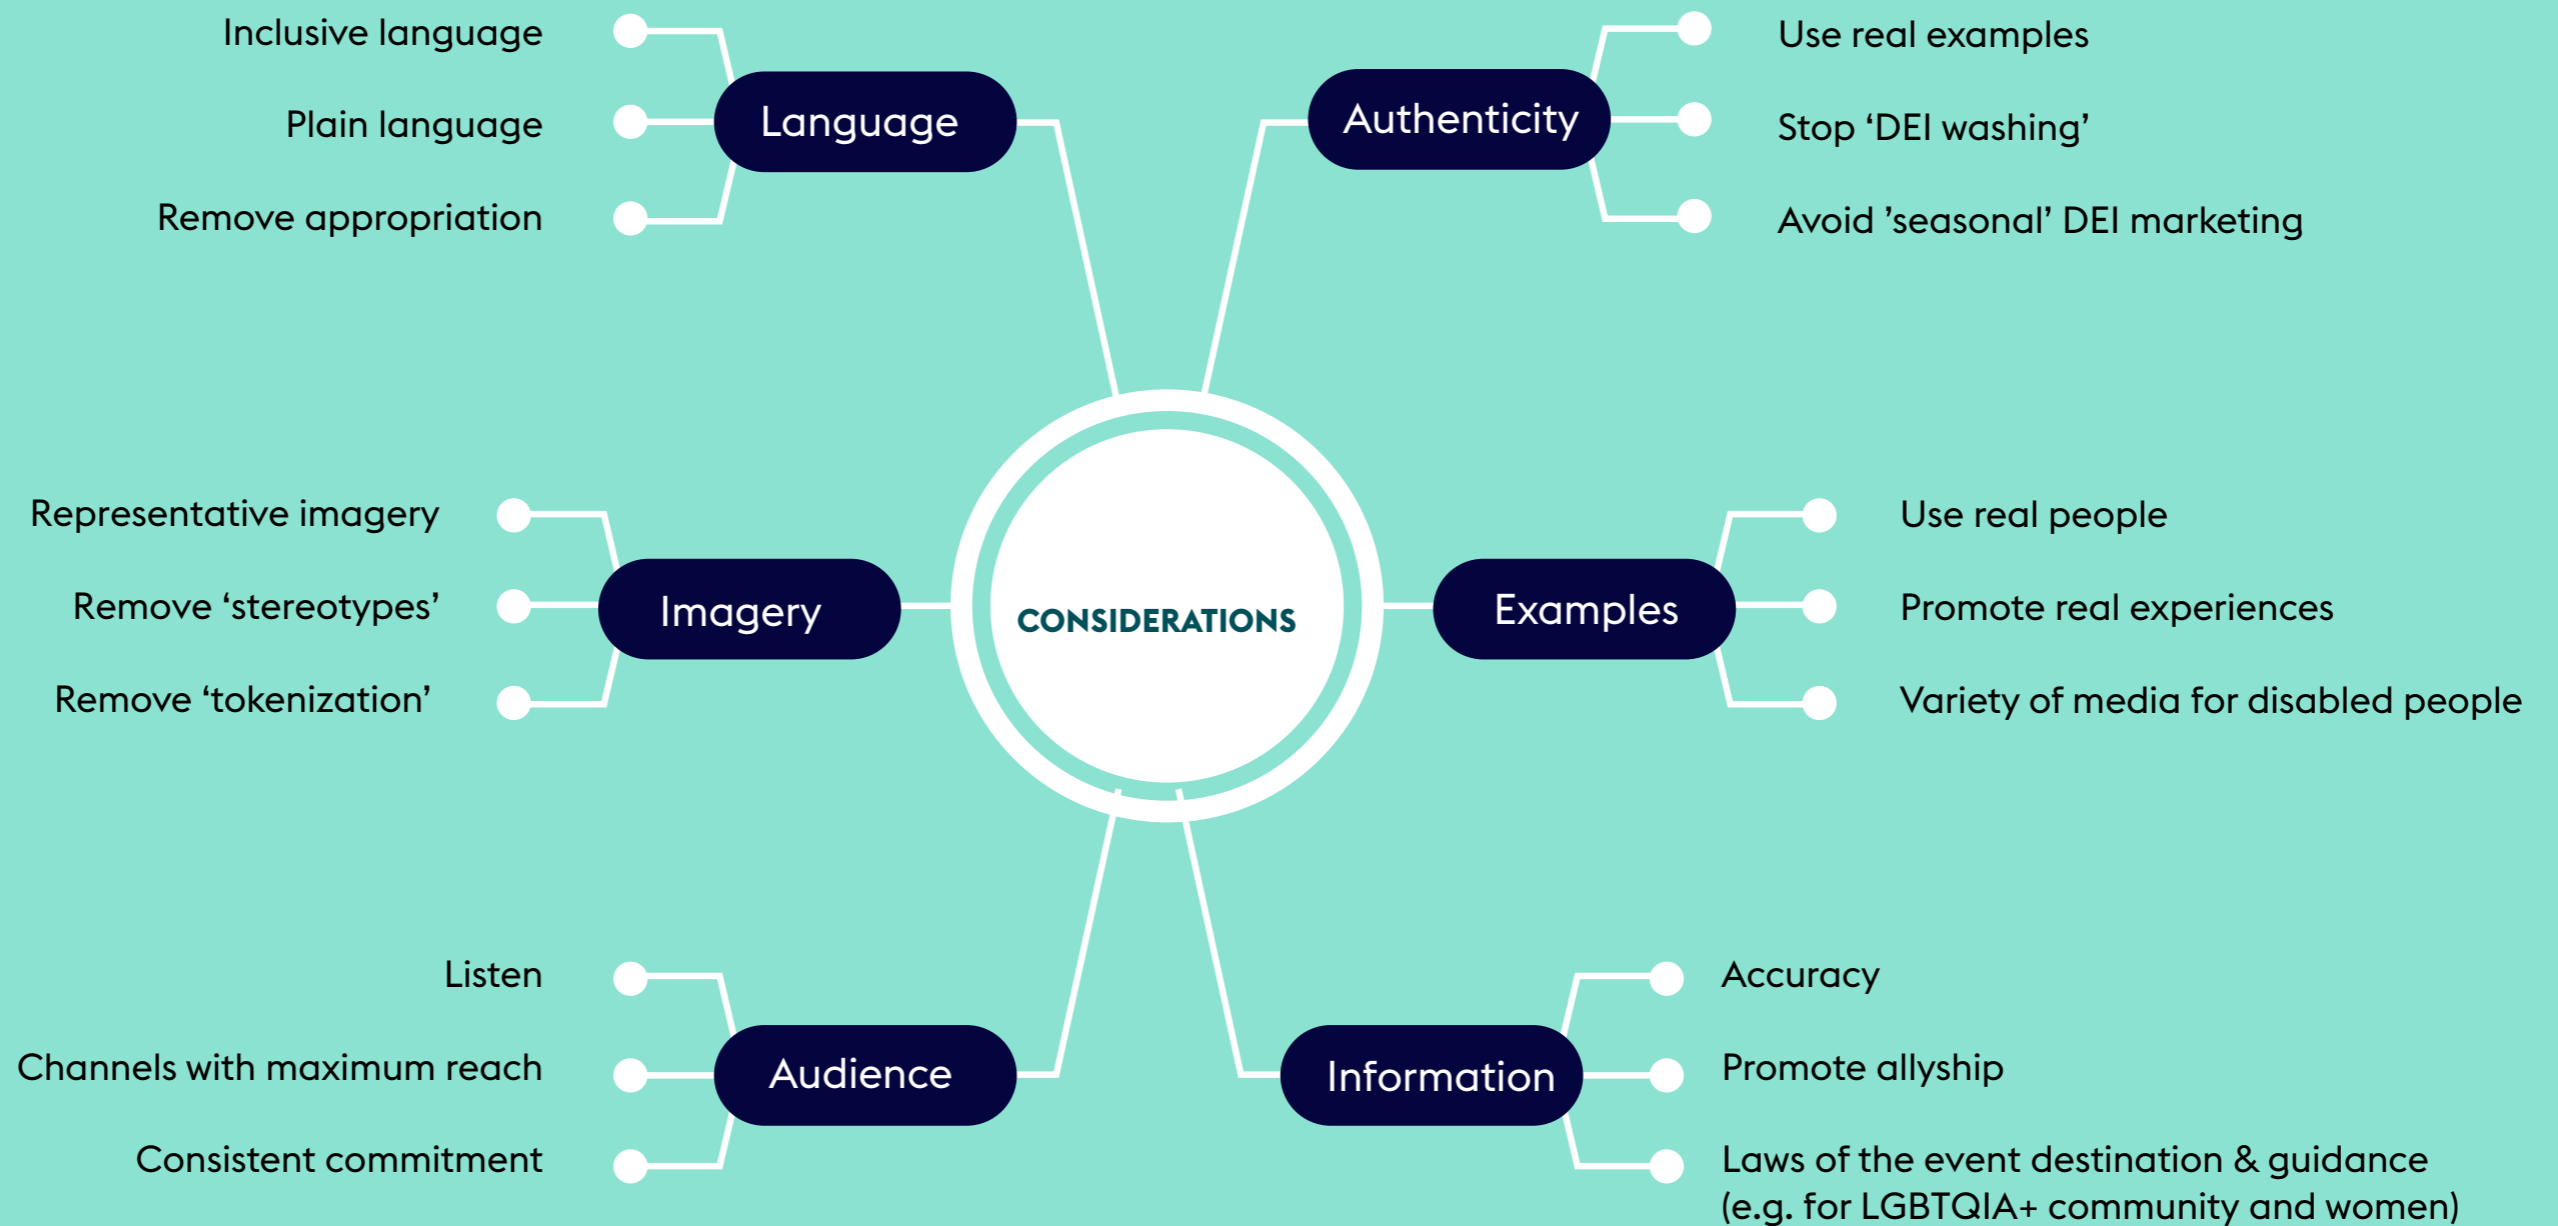 Inclusive language
Plain language
Remove appropriation
Language
Authenticity
Use real examples
Stop ‘DEI washing’
Avoid ’seasonal’ DEI marketing
Representative imagery
Remove ‘stereotypes’
Remove ‘tokenization’
Imagery
CONSIDERATIONS
Examples
Use real people
Promote real experiences
Variety of media for disabled people
Listen
Channels with maximum reach
Consistent commitment
Audience
Information
Accuracy
Promote allyship
Laws of the event destination & guidance
(e.g. for LGBTQIA+ community and women)